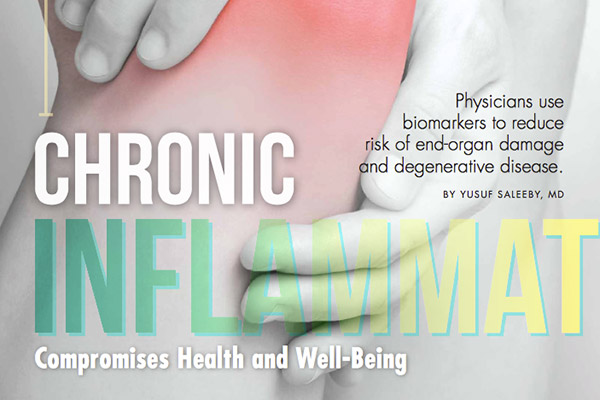 CHRONIC
INFLAMMAT
Compromises Health and Well-Being
Physicians use
biomarkers to reduce
risk of end-organ damage
and degenerative disease.
BY YUSUF SALEEBY, MD